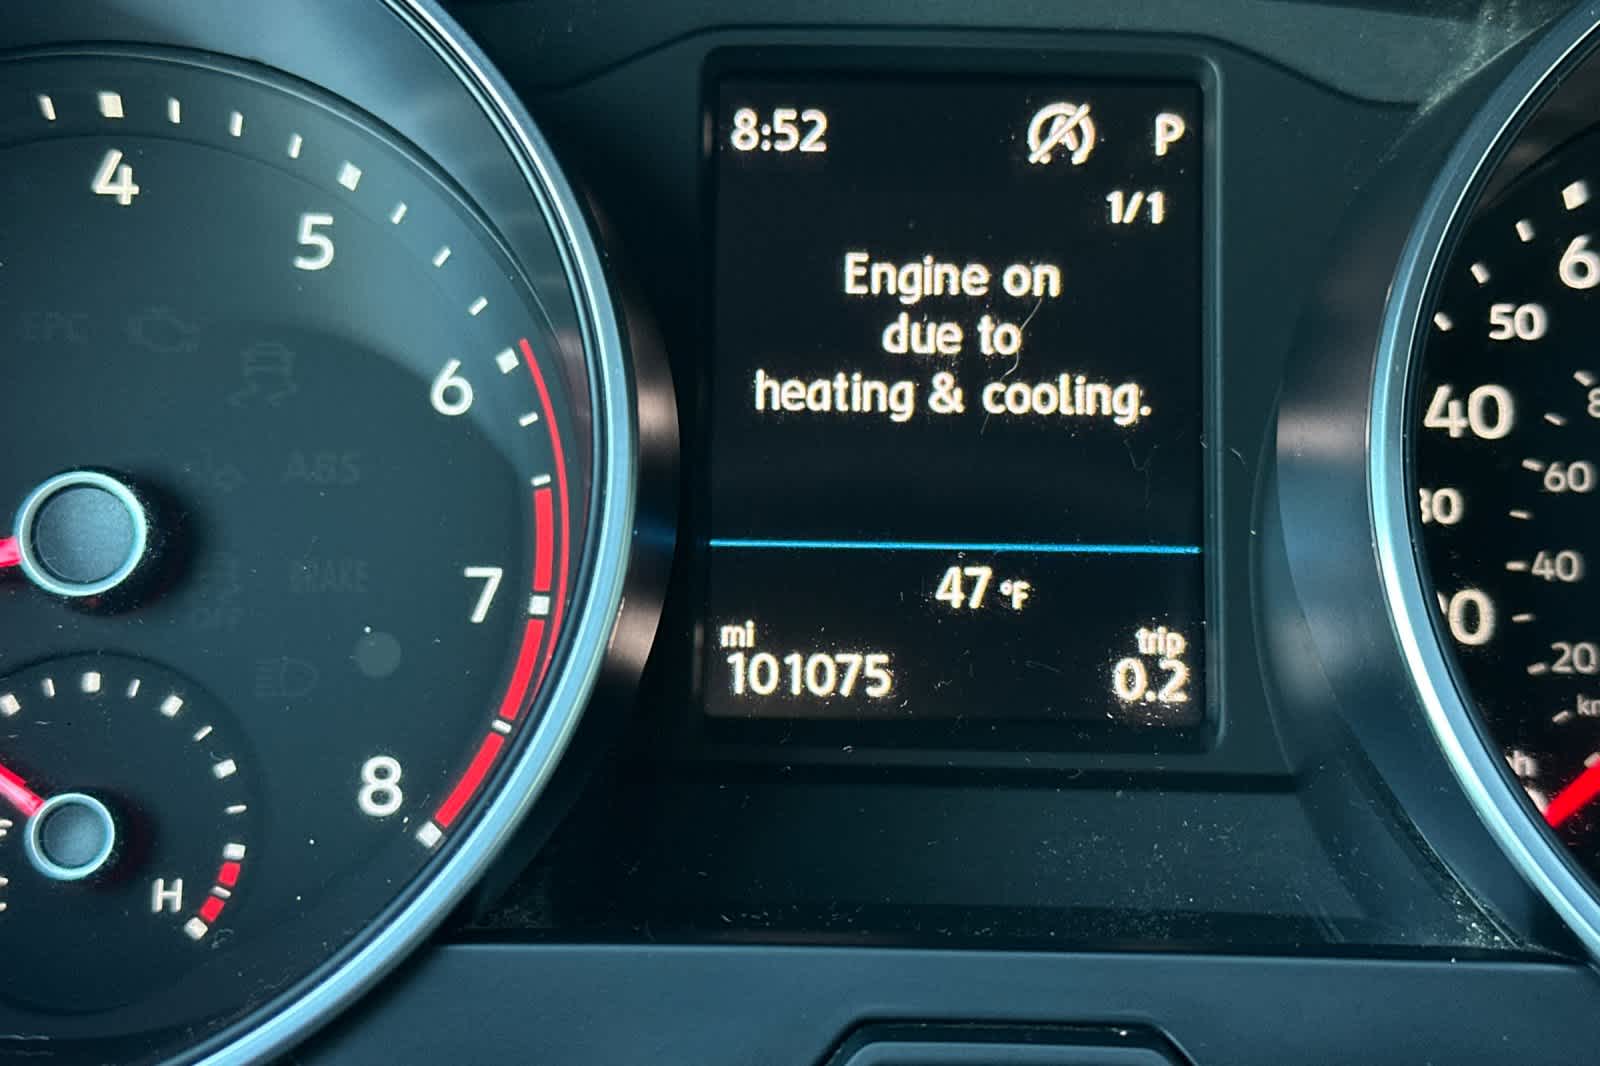 8:52 P
1/1
Engine on
due to
heating & cooling.
47 °F
mi trip
101075 0.2
4
5
6
7
8
EPC
ABS
BRAKE
OFF
H
50
40
60
40
20